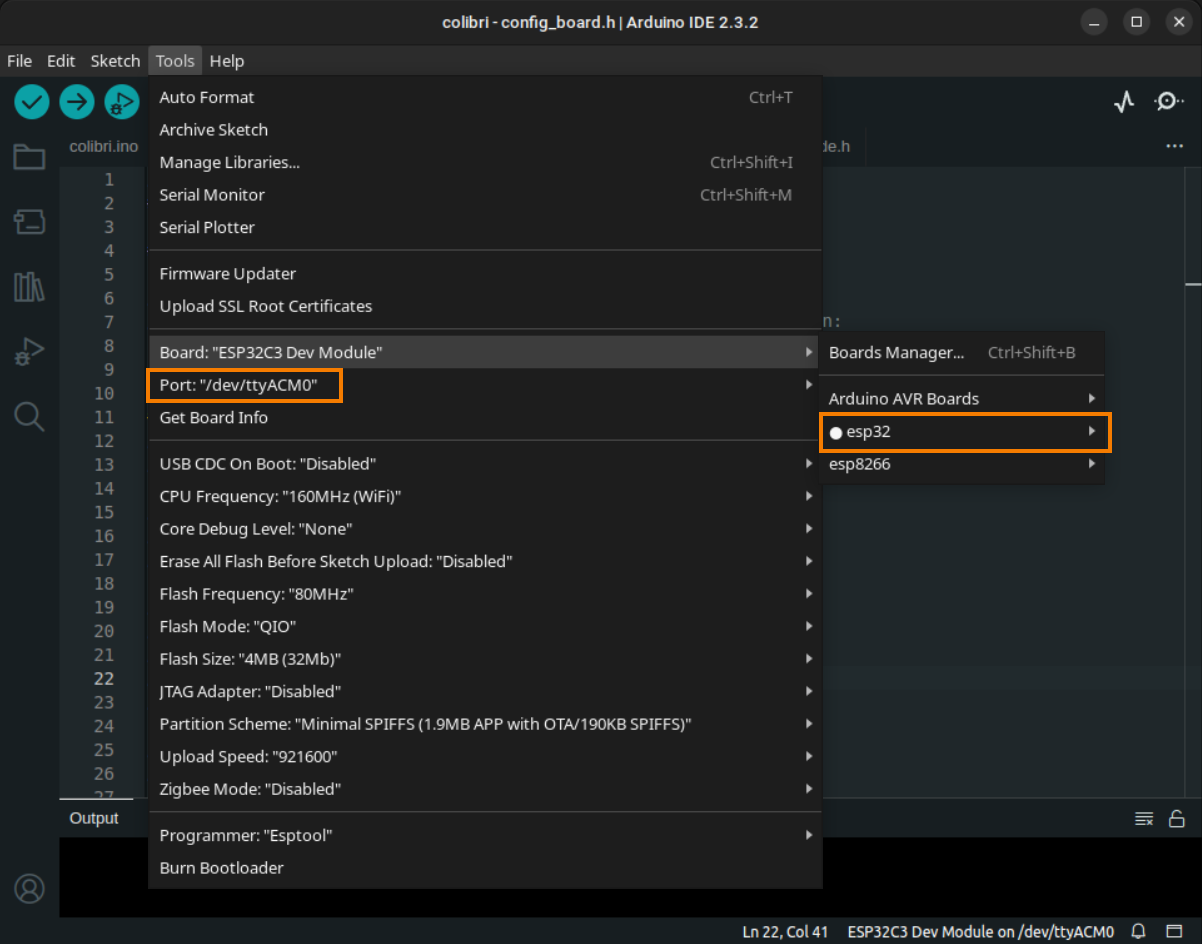 colibri - config_board.h | Arduino IDE 2.3.2
File Edit Sketch Tools Help
Auto Format Ctrl+T
Archive Sketch
Manage Libraries... Ctrl+Shift+I
Serial Monitor Ctrl+Shift+M
Serial Plotter
Firmware Updater
Upload SSL Root Certificates
Board: "ESP32C3 Dev Module"
Port: "/dev/ttyACM0"
Get Board Info
USB CDC On Boot: "Disabled"
CPU Frequency: "160MHz (WiFi)"
Core Debug Level: "None"
Erase All Flash Before Sketch Upload: "Disabled"
Flash Frequency: "80MHz"
Flash Mode: "QIO"
Flash Size: "4MB (32Mb)"
JTAG Adapter: "Disabled"
Partition Scheme: "Minimal SPIFFS (1.9MB APP with OTA/190KB SPIFFS)"
Upload Speed: "921600"
Zigbee Mode: "Disabled"
Programmer: "Esptool"
Burn Bootloader
Boards Manager... Ctrl+Shift+B
Arduino AVR Boards
esp32
esp8266
colibri.ino
de.h
n:
1
2
3
4
5
6
7
8
9
10
11
12
13
14
15
16
17
18
19
20
21
22
23
24
25
26
27
Output
Ln 22, Col 41 ESP32C3 Dev Module on /dev/ttyACM0